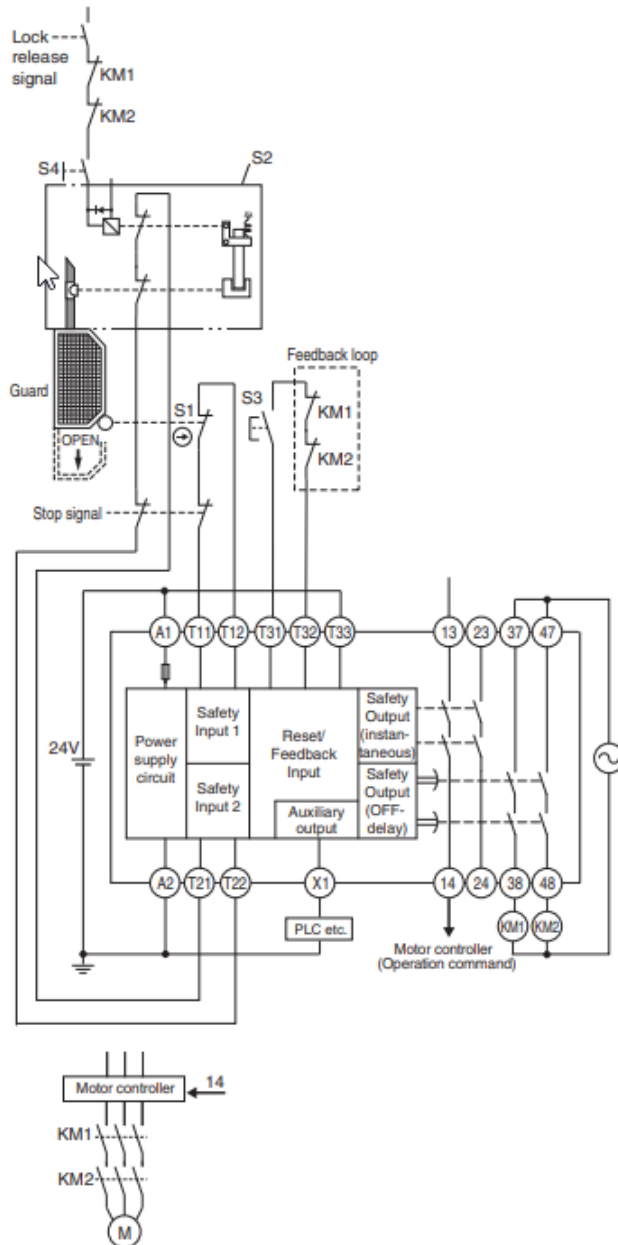 Lock
release
signal
KM1
KM2
S4
S2
Guard
OPEN
Feedback loop
S1
S3
KM1
KM2
Stop signal
A1
T11
T12
T31
T32
T33
13
23
37
47
24V
Power
supply
circuit
Safety
Input 1
Safety
Input 2
Reset/
Feedback
Input
Auxiliary
output
Safety
Output
(instan-
taneous)
Safety
Output
(OFF-
delay)
A2
T21
T22
X1
14
24
38
48
PLC etc.
KM1
KM2
Motor controller
(Operation command)
Motor controller
14
KM1
KM2
M